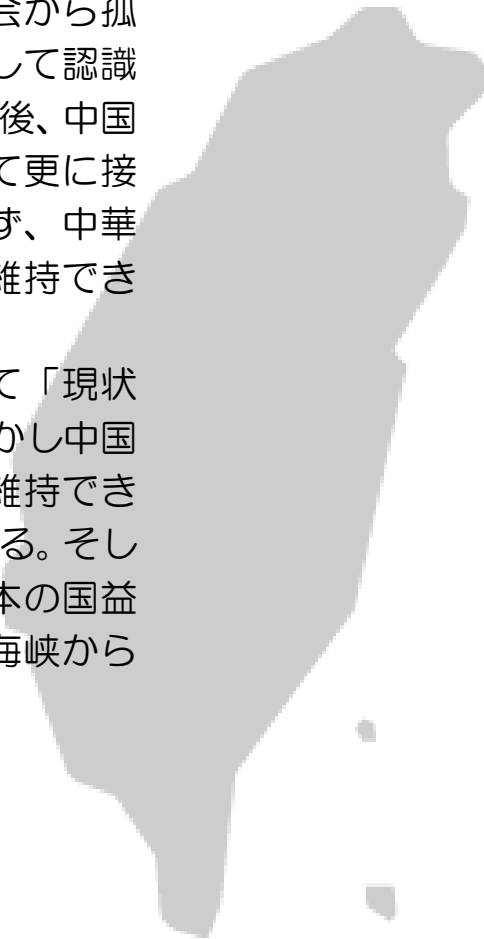 会から孤
して認識
後、中国
て更に接
ず、中華
維持でき
て「現状
かし中国
維持でき
る。そし
本の国益
海峡から